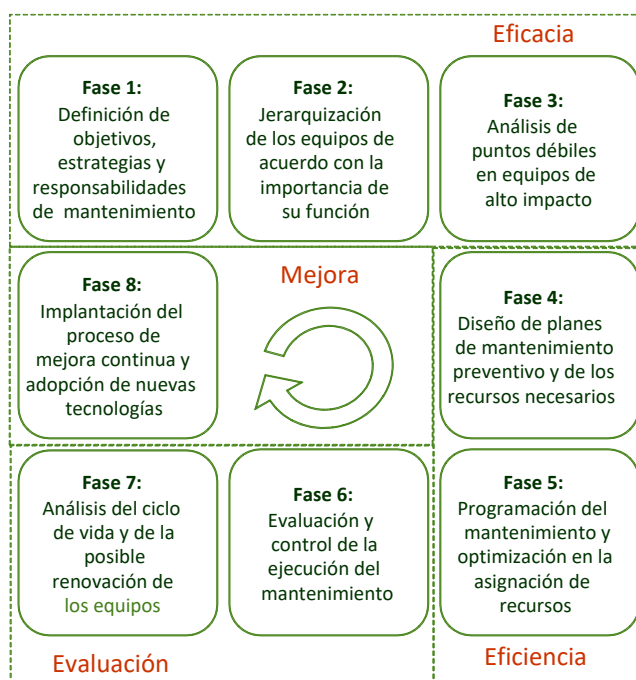 Eficacia
Fase 1:
Definición de
objetivos,
estrategias y
responsabilidades
de mantenimiento
Fase 2:
Jerarquización
de los equipos de
acuerdo con la
importancia de
su función
Fase 3:
Análisis de
puntos débiles
en equipos de
alto impacto
Fase 8:
Implantación del
proceso de
mejora continua y
adopción de nuevas
tecnologías
Mejora
Fase 4:
Diseño de planes
de mantenimiento
preventivo y de los
recursos necesarios
Fase 7:
Análisis del ciclo
de vida y de la
posible
renovación de
los equipos
Fase 6:
Evaluación y
control de la
ejecución del
mantenimiento
Fase 5:
Programación del
mantenimiento y
optimización en la
asignación de
recursos
Evaluación
Eficiencia